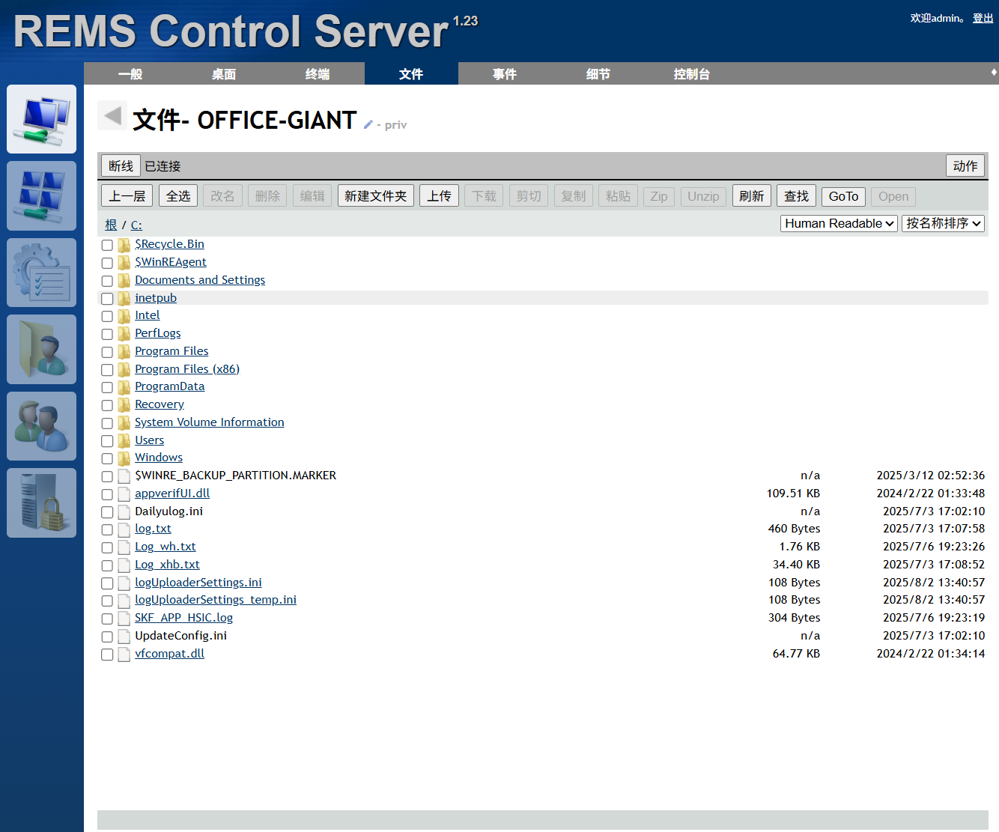 REMS Control Server 1.23
欢迎admin。 登出
一般 桌面 终端 文件 事件 细节 控制台
文件- OFFICE-GIANT - priv
断线 已连接 动作
上一层 全选 改名 删除 编辑 新建文件夹 上传 下载 剪切 复制 粘贴 Zip Unzip 刷新 查找 GoTo Open
根 / C: Human Readable 按名称排序
$Recycle.Bin
$WinREAgent
Documents and Settings
inetpub
Intel
PerfLogs
Program Files
Program Files (x86)
ProgramData
Recovery
System Volume Information
Users
Windows
$WINRE_BACKUP_PARTITION.MARKER n/a 2025/3/12 02:52:36
appverifUI.dll 109.51 KB 2024/2/22 01:33:48
Dailyulog.ini n/a 2025/7/3 17:02:10
log.txt 460 Bytes 2025/7/3 17:07:58
Log_wh.txt 1.76 KB 2025/7/6 19:23:26
Log_xhb.txt 34.40 KB 2025/7/3 17:08:52
logUploaderSettings.ini 108 Bytes 2025/8/2 13:40:57
logUploaderSettings_temp.ini 108 Bytes 2025/8/2 13:40:57
SKF_APP_HSIC.log 304 Bytes 2025/7/6 19:23:19
UpdateConfig.ini n/a 2025/7/3 17:02:10
vfcompat.dll 64.77 KB 2024/2/22 01:34:14